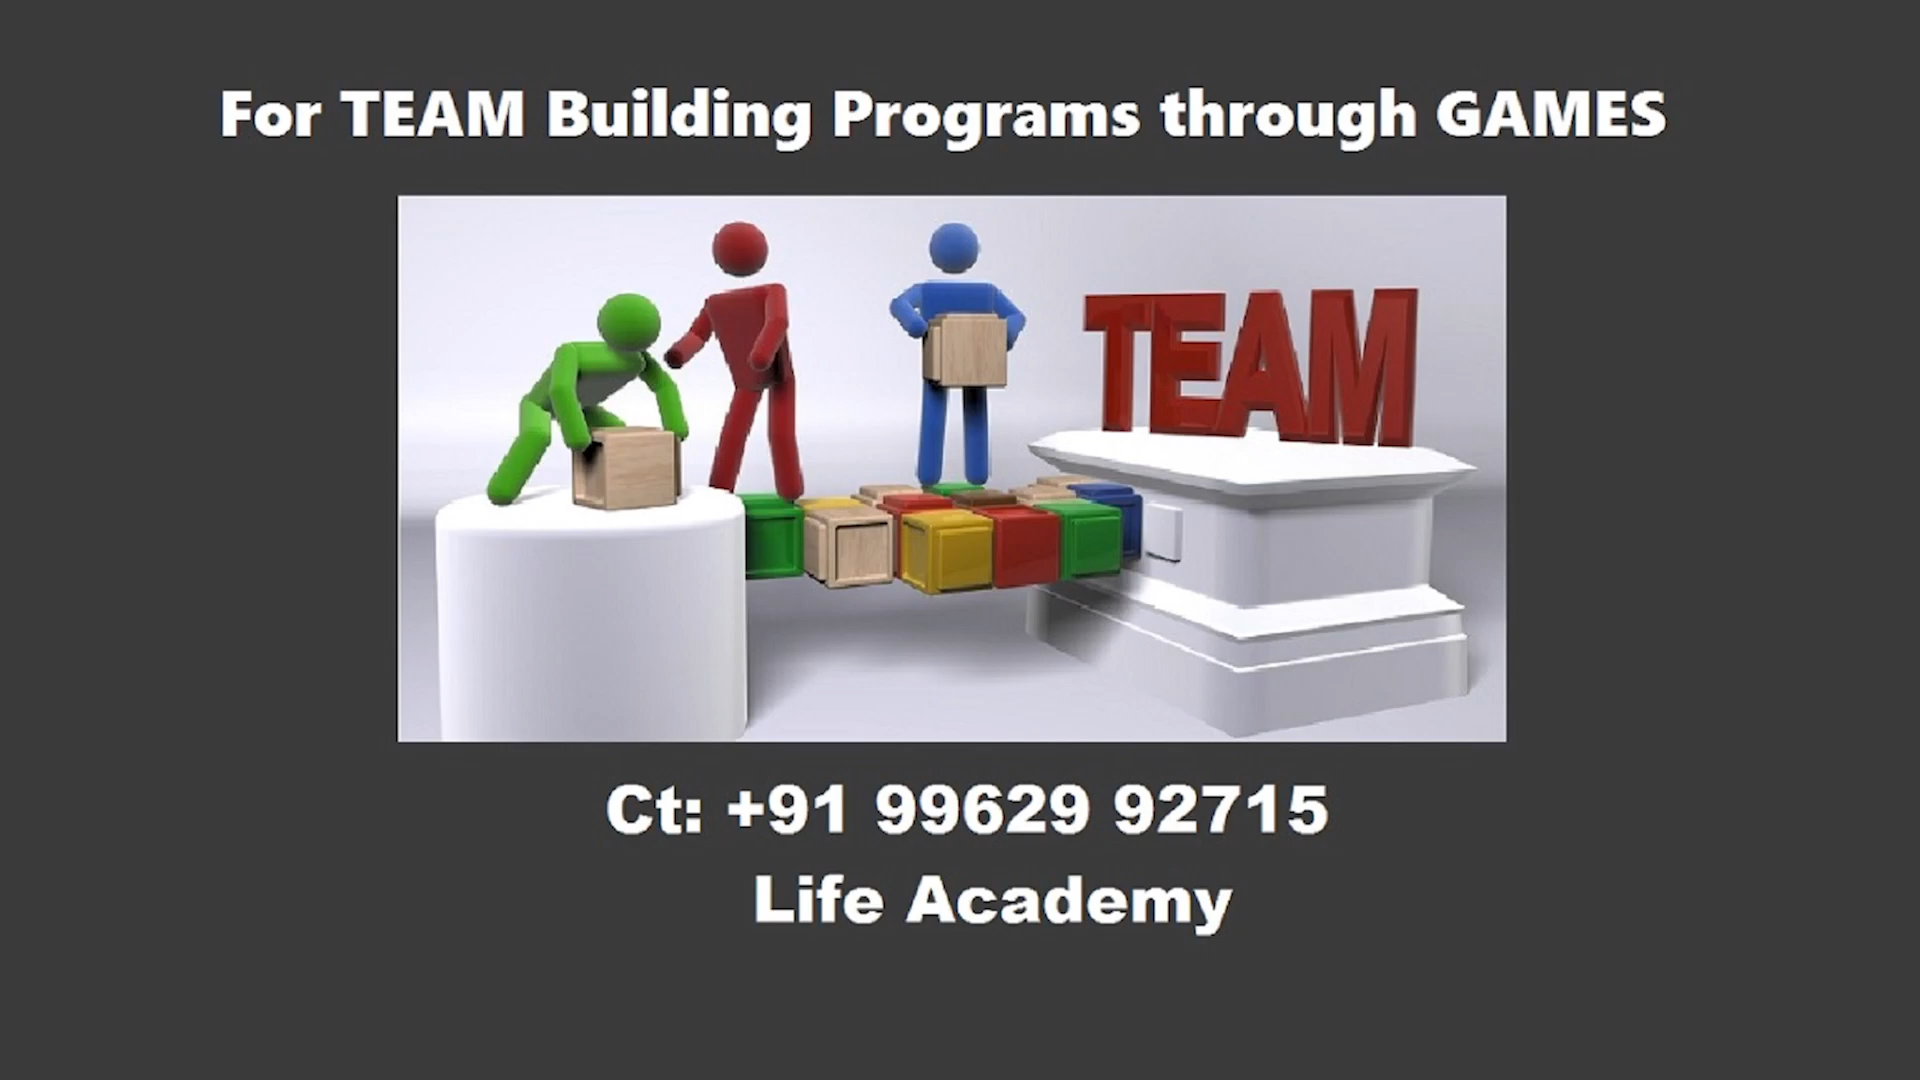 For TEAM Building Programs through GAMES
TEAM
Ct: +91 99629 92715
Life Academy